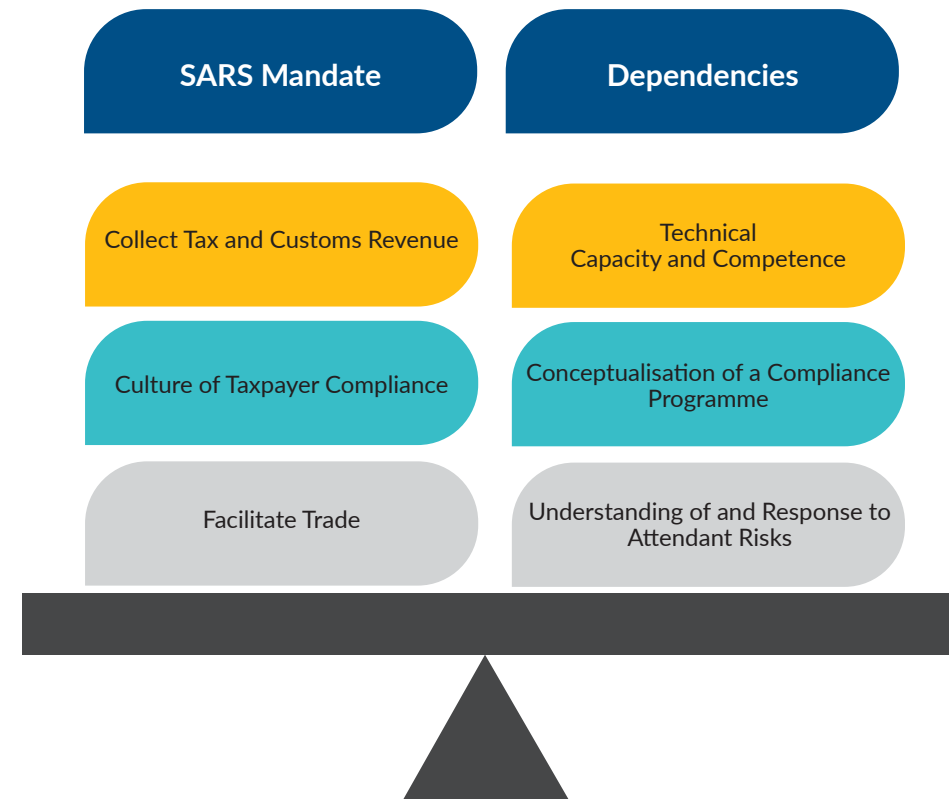 SARS Mandate
Dependencies
Collect Tax and Customs Revenue
Technical
Capacity and Competence
Culture of Taxpayer Compliance
Conceptualisation of a Compliance
Programme
Facilitate Trade
Understanding of and Response to
Attendant Risks